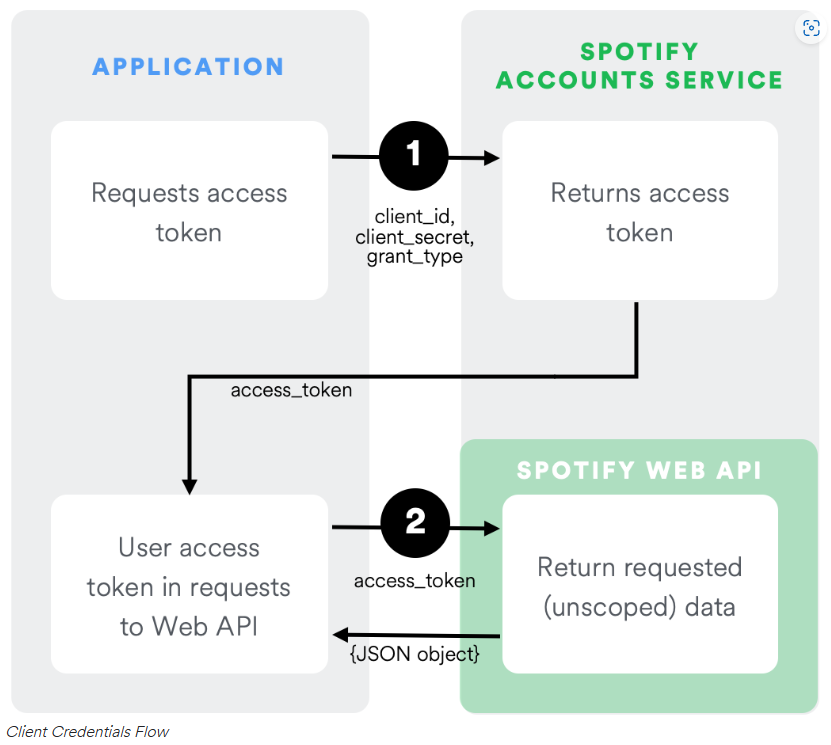 APPLICATION
SPOTIFY
ACCOUNTS SERVICE
Requests access
token
1
client_id,
client_secret,
grant_type
Returns access
token
access_token
SPOTIFY WEB API
User access
token in requests
to Web API
2
access_token
{JSON object}
Return requested
(unscoped) data
Client Credentials Flow